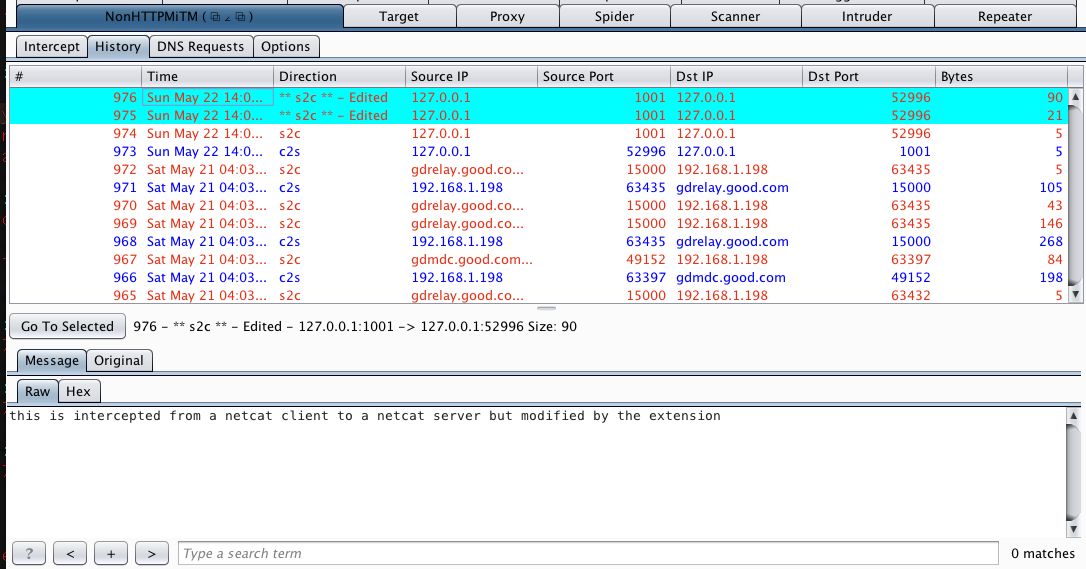 NonHTTPMiTM ( ) Target Proxy Spider Scanner Intruder Repeater
Intercept History DNS Requests Options
# Time Direction Source IP Source Port Dst IP Dst Port Bytes
976 Sun May 22 14:0... ** s2c ** - Edited 127.0.0.1 1001 127.0.0.1 52996 90
975 Sun May 22 14:0... ** s2c ** - Edited 127.0.0.1 1001 127.0.0.1 52996 21
974 Sun May 22 14:0... s2c 127.0.0.1 1001 127.0.0.1 52996 5
973 Sun May 22 14:0... c2s 127.0.0.1 52996 127.0.0.1 1001 5
972 Sat May 21 04:03... s2c gdrelay.good.co... 15000 192.168.1.198 63435 5
971 Sat May 21 04:03... c2s 192.168.1.198 63435 gdrelay.good.com 15000 105
970 Sat May 21 04:03... s2c gdrelay.good.co... 15000 192.168.1.198 63435 43
969 Sat May 21 04:03... s2c gdrelay.good.co... 15000 192.168.1.198 63435 146
968 Sat May 21 04:03... c2s 192.168.1.198 63435 gdrelay.good.com 15000 268
967 Sat May 21 04:03... s2c gdmdc.good.com... 49152 192.168.1.198 63397 84
966 Sat May 21 04:03... c2s 192.168.1.198 63397 gdmdc.good.com 49152 198
965 Sat May 21 04:03... s2c gdrelay.good.co... 15000 192.168.1.198 63432 5
Go To Selected 976 - ** s2c ** - Edited - 127.0.0.1:1001 -> 127.0.0.1:52996 Size: 90
Message Original
Raw Hex
this is intercepted from a netcat client to a netcat server but modified by the extension
? < + > Type a search term 0 matches